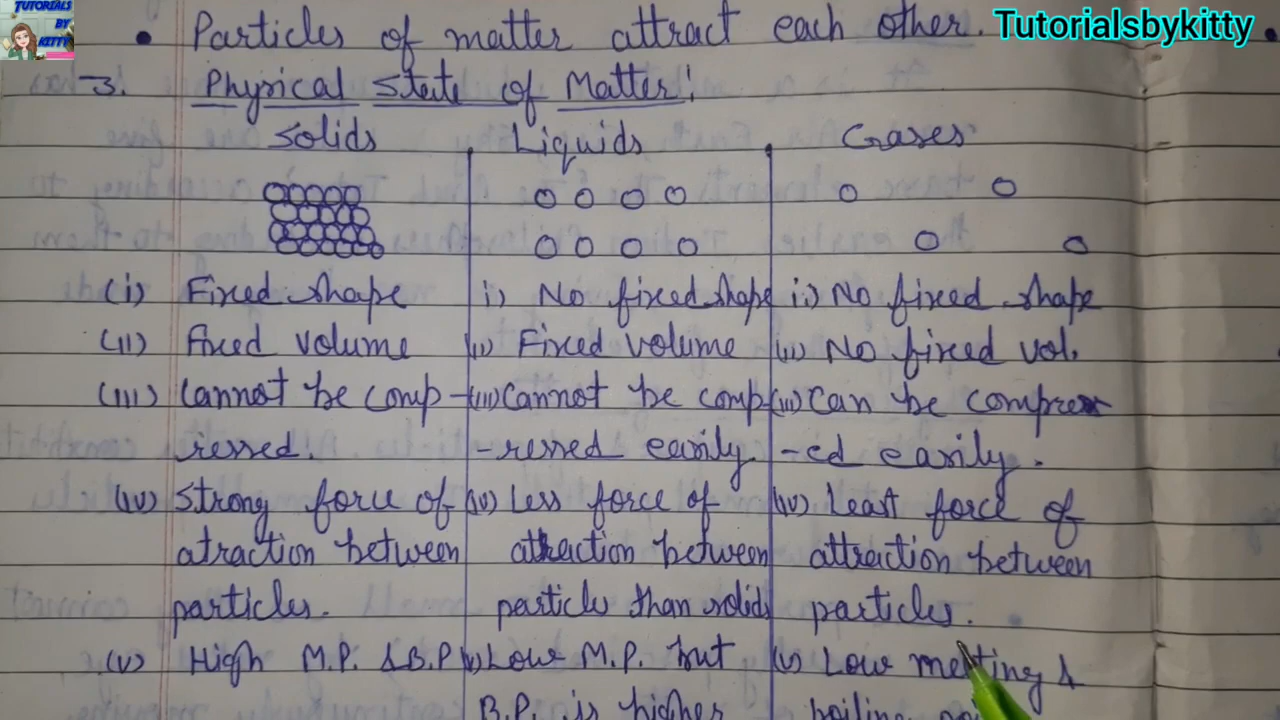 TUTORIALS
BY
KITTY
Tutorialsbykitty
• Particles of matter attract each other.
3. Physical State of Matter:
Solids Liquids Gases
(i) Fixed shape i) No fixed shape i) No fixed shape
(ii) fixed volume (ii) Fixed volume (ii) No fixed vol.
(iii) Cannot be comp- (iii) Cannot be comp (iii) Can be compress
ressed. -ressed easily. -ed easily.
(iv) Strong force of (iv) Less force of (iv) Least force of
atraction between attraction between attraction between
particles. particle than solids particles.
(v) High M.P. & B.P (v) Low M.P. but (v) Low melting &
B.P. is higher boiling